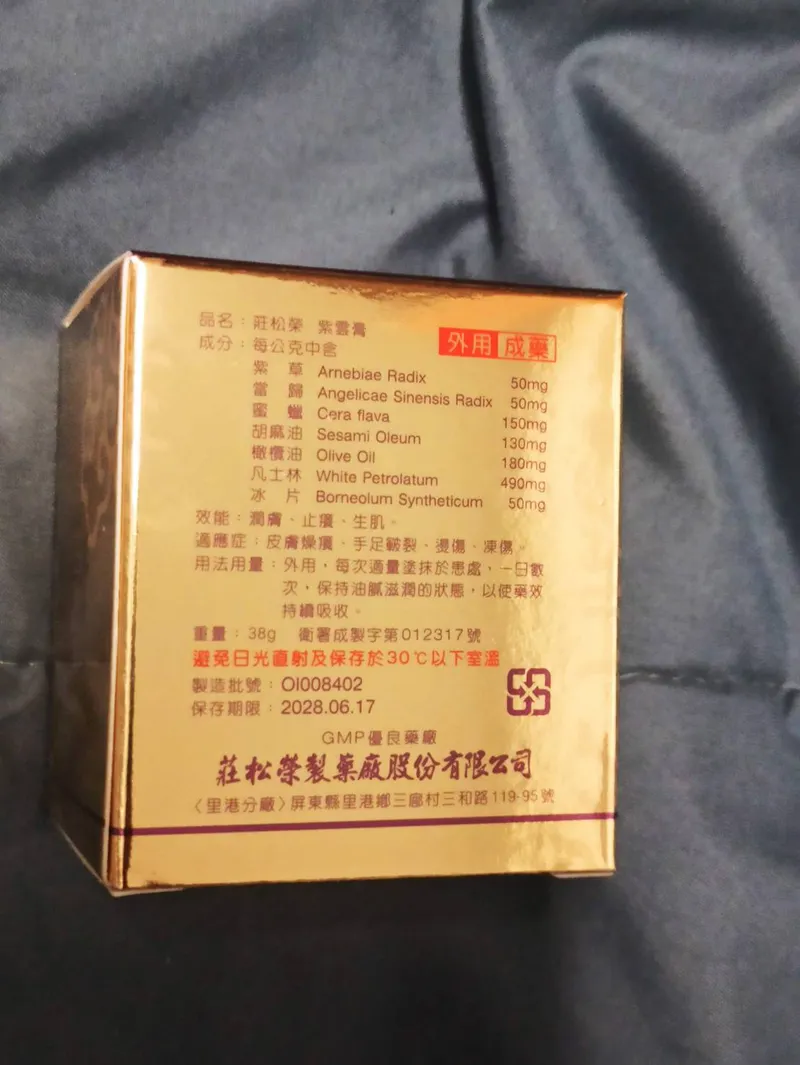 品名：莊松榮 紫雲膏
外用 成藥
成分：每公克中含
紫草 Arnebiae Radix 50mg
當歸 Angelicae Sinensis Radix 50mg
蜜蠟 Cera flava 150mg
胡麻油 Sesami Oleum 130mg
橄欖油 Olive Oil 180mg
凡士林 White Petrolatum 490mg
冰片 Borneolum Syntheticum 50mg
效能：潤膚、止癢、生肌。
適應症：皮膚燥癢、手足皸裂、燙傷、凍傷。
用法用量：外用，每次適量塗抹於患處，一日數
次，保持油膩滋潤的狀態，以使藥效
持續吸收。
重量：38g 衛署成製字第012317號
避免日光直射及保存於30℃以下室溫
製造批號：OI008402
保存期限：2028.06.17
GMP優良藥廠
莊松榮製藥廠股份有限公司
〈里港分廠〉屏東縣里港鄉三廍村三和路119-95號